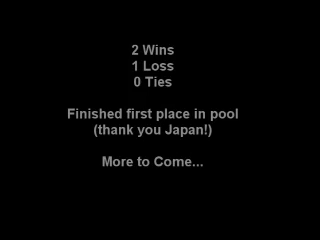 2 Wins
1 Loss
0 Ties
Finished first place in pool
(thank you Japan!)
More to Come...